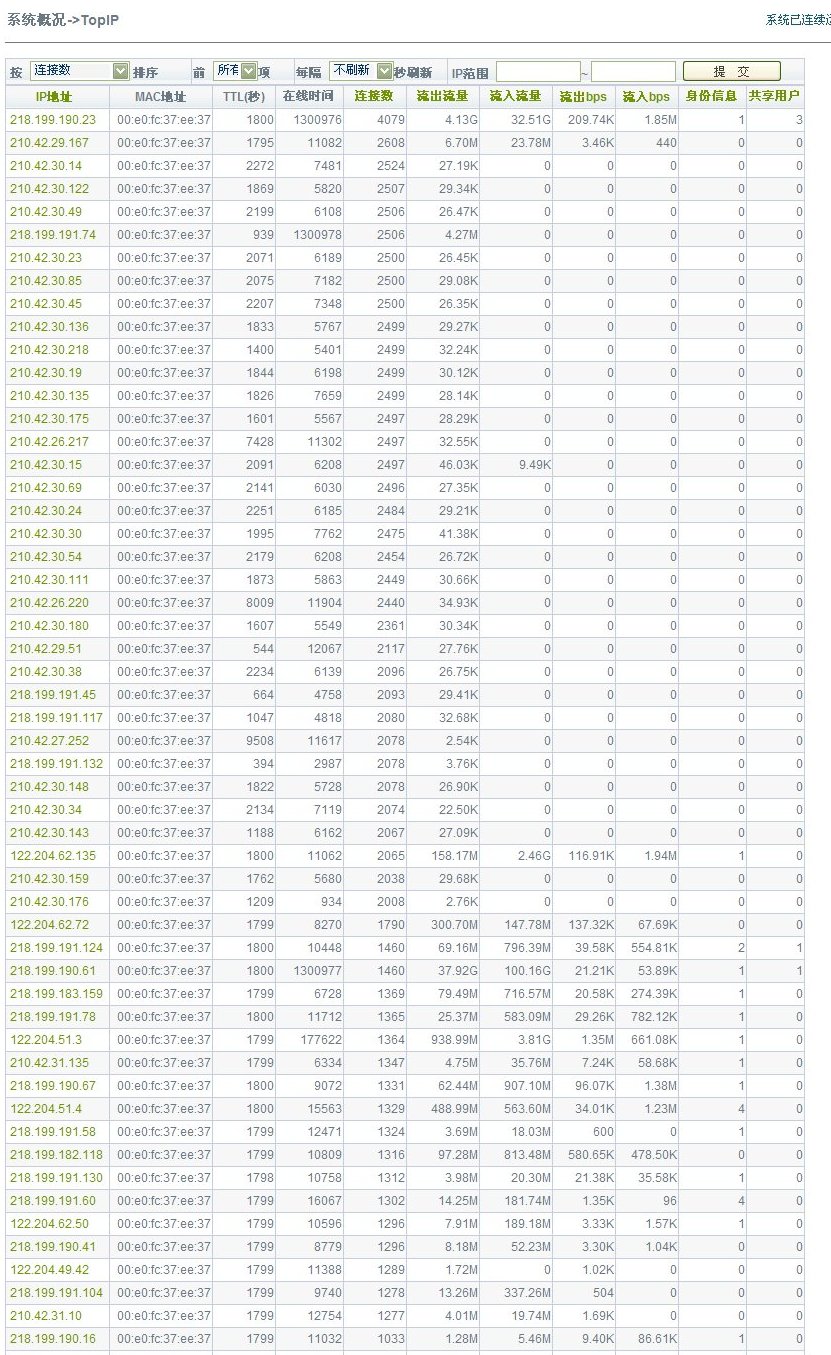 系统概况->TopIP
系统已连续
按 连接数 排序 前 所有 项 每隔 不刷新 秒刷新 IP范围 ~ 提 交
IP地址 MAC地址 TTL(秒) 在线时间 连接数 流出流量 流入流量 流出bps 流入bps 身份信息 共享用户
218.199.190.23 00:e0:fc:37:ee:37 1800 1300976 4079 4.13G 32.51G 209.74K 1.85M 1 3
210.42.29.167 00:e0:fc:37:ee:37 1795 11082 2608 6.70M 23.78M 3.46K 440 0 0
210.42.30.14 00:e0:fc:37:ee:37 2272 7481 2524 27.19K 0 0 0 0 0
210.42.30.122 00:e0:fc:37:ee:37 1869 5820 2507 29.34K 0 0 0 0 0
210.42.30.49 00:e0:fc:37:ee:37 2199 6108 2506 26.47K 0 0 0 0 0
218.199.191.74 00:e0:fc:37:ee:37 939 1300978 2506 4.27M 0 0 0 0 0
210.42.30.23 00:e0:fc:37:ee:37 2071 6189 2500 26.45K 0 0 0 0 0
210.42.30.85 00:e0:fc:37:ee:37 2075 7182 2500 29.08K 0 0 0 0 0
210.42.30.45 00:e0:fc:37:ee:37 2207 7348 2500 26.35K 0 0 0 0 0
210.42.30.136 00:e0:fc:37:ee:37 1833 5767 2499 29.27K 0 0 0 0 0
210.42.30.218 00:e0:fc:37:ee:37 1400 5401 2499 32.24K 0 0 0 0 0
210.42.30.19 00:e0:fc:37:ee:37 1844 6198 2499 30.12K 0 0 0 0 0
210.42.30.135 00:e0:fc:37:ee:37 1826 7659 2499 28.14K 0 0 0 0 0
210.42.30.175 00:e0:fc:37:ee:37 1601 5567 2497 28.29K 0 0 0 0 0
210.42.26.217 00:e0:fc:37:ee:37 7428 11302 2497 32.55K 0 0 0 0 0
210.42.30.15 00:e0:fc:37:ee:37 2091 6208 2497 46.03K 9.49K 0 0 0 0
210.42.30.69 00:e0:fc:37:ee:37 2141 6030 2496 27.35K 0 0 0 0 0
210.42.30.24 00:e0:fc:37:ee:37 2251 6185 2484 29.21K 0 0 0 0 0
210.42.30.30 00:e0:fc:37:ee:37 1995 7762 2475 41.38K 0 0 0 0 0
210.42.30.54 00:e0:fc:37:ee:37 2179 6208 2454 26.72K 0 0 0 0 0
210.42.30.111 00:e0:fc:37:ee:37 1873 5863 2449 30.66K 0 0 0 0 0
210.42.26.220 00:e0:fc:37:ee:37 8009 11904 2440 34.93K 0 0 0 0 0
210.42.30.180 00:e0:fc:37:ee:37 1607 5549 2361 30.34K 0 0 0 0 0
210.42.29.51 00:e0:fc:37:ee:37 544 12067 2117 27.76K 0 0 0 0 0
210.42.30.38 00:e0:fc:37:ee:37 2234 6139 2096 26.75K 0 0 0 0 0
218.199.191.45 00:e0:fc:37:ee:37 664 4758 2093 29.41K 0 0 0 0 0
218.199.191.117 00:e0:fc:37:ee:37 1047 4818 2080 32.68K 0 0 0 0 0
210.42.27.252 00:e0:fc:37:ee:37 9508 11617 2078 2.54K 0 0 0 0 0
218.199.191.132 00:e0:fc:37:ee:37 394 2987 2078 3.76K 0 0 0 0 0
210.42.30.148 00:e0:fc:37:ee:37 1822 5728 2078 26.90K 0 0 0 0 0
210.42.30.34 00:e0:fc:37:ee:37 2134 7119 2074 22.50K 0 0 0 0 0
210.42.30.143 00:e0:fc:37:ee:37 1188 6162 2067 27.09K 0 0 0 0 0
122.204.62.135 00:e0:fc:37:ee:37 1800 11062 2065 158.17M 2.46G 116.91K 1.94M 1 0
210.42.30.159 00:e0:fc:37:ee:37 1762 5680 2038 29.68K 0 0 0 0 0
210.42.30.176 00:e0:fc:37:ee:37 1209 934 2008 2.76K 0 0 0 0 0
122.204.62.72 00:e0:fc:37:ee:37 1799 8270 1790 300.70M 147.78M 137.32K 67.69K 0 0
218.199.191.124 00:e0:fc:37:ee:37 1800 10448 1460 69.16M 796.39M 39.58K 554.81K 2 1
218.199.190.61 00:e0:fc:37:ee:37 1800 1300977 1460 37.92G 100.16G 21.21K 53.89K 1 1
218.199.183.159 00:e0:fc:37:ee:37 1799 6728 1369 79.49M 716.57M 20.58K 274.39K 1 0
218.199.191.78 00:e0:fc:37:ee:37 1800 11712 1365 25.37M 583.09M 29.26K 782.12K 1 0
122.204.51.3 00:e0:fc:37:ee:37 1799 177622 1364 938.99M 3.81G 1.35M 661.08K 1 0
210.42.31.135 00:e0:fc:37:ee:37 1799 6334 1347 4.75M 35.76M 7.24K 58.68K 1 0
218.199.190.67 00:e0:fc:37:ee:37 1800 9072 1331 62.44M 907.10M 96.07K 1.38M 1 0
122.204.51.4 00:e0:fc:37:ee:37 1800 15563 1329 488.99M 563.60M 34.01K 1.23M 4 0
218.199.191.58 00:e0:fc:37:ee:37 1799 12471 1324 3.69M 18.03M 600 0 1 0
218.199.182.118 00:e0:fc:37:ee:37 1799 10809 1316 97.28M 813.48M 580.65K 478.50K 0 0
218.199.191.130 00:e0:fc:37:ee:37 1798 10758 1312 3.98M 20.30M 21.38K 35.58K 1 0
218.199.191.60 00:e0:fc:37:ee:37 1799 16067 1302 14.25M 181.74M 1.35K 96 4 0
122.204.62.50 00:e0:fc:37:ee:37 1799 10596 1296 7.91M 189.18M 3.33K 1.57K 1 0
218.199.190.41 00:e0:fc:37:ee:37 1799 8779 1296 8.18M 52.23M 3.30K 1.04K 0 0
122.204.49.42 00:e0:fc:37:ee:37 1799 11388 1289 1.72M 0 1.02K 0 0 0
218.199.191.104 00:e0:fc:37:ee:37 1799 9740 1278 13.26M 337.26M 504 0 1 0
210.42.31.10 00:e0:fc:37:ee:37 1799 12754 1277 4.01M 19.74M 1.69K 0 0 0
218.199.190.16 00:e0:fc:37:ee:37 1799 11032 1033 1.28M 5.46M 9.40K 86.61K 1 0